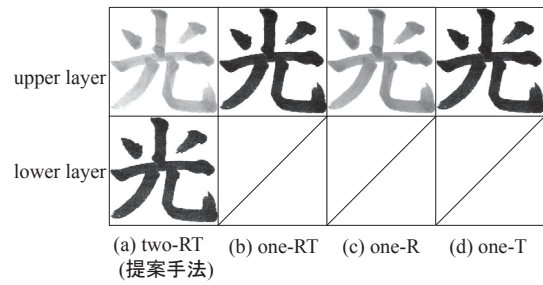 upper layer 光 光 光 光
lower layer 光
(a) two-RT (b) one-RT (c) one-R (d) one-T
(提案手法)